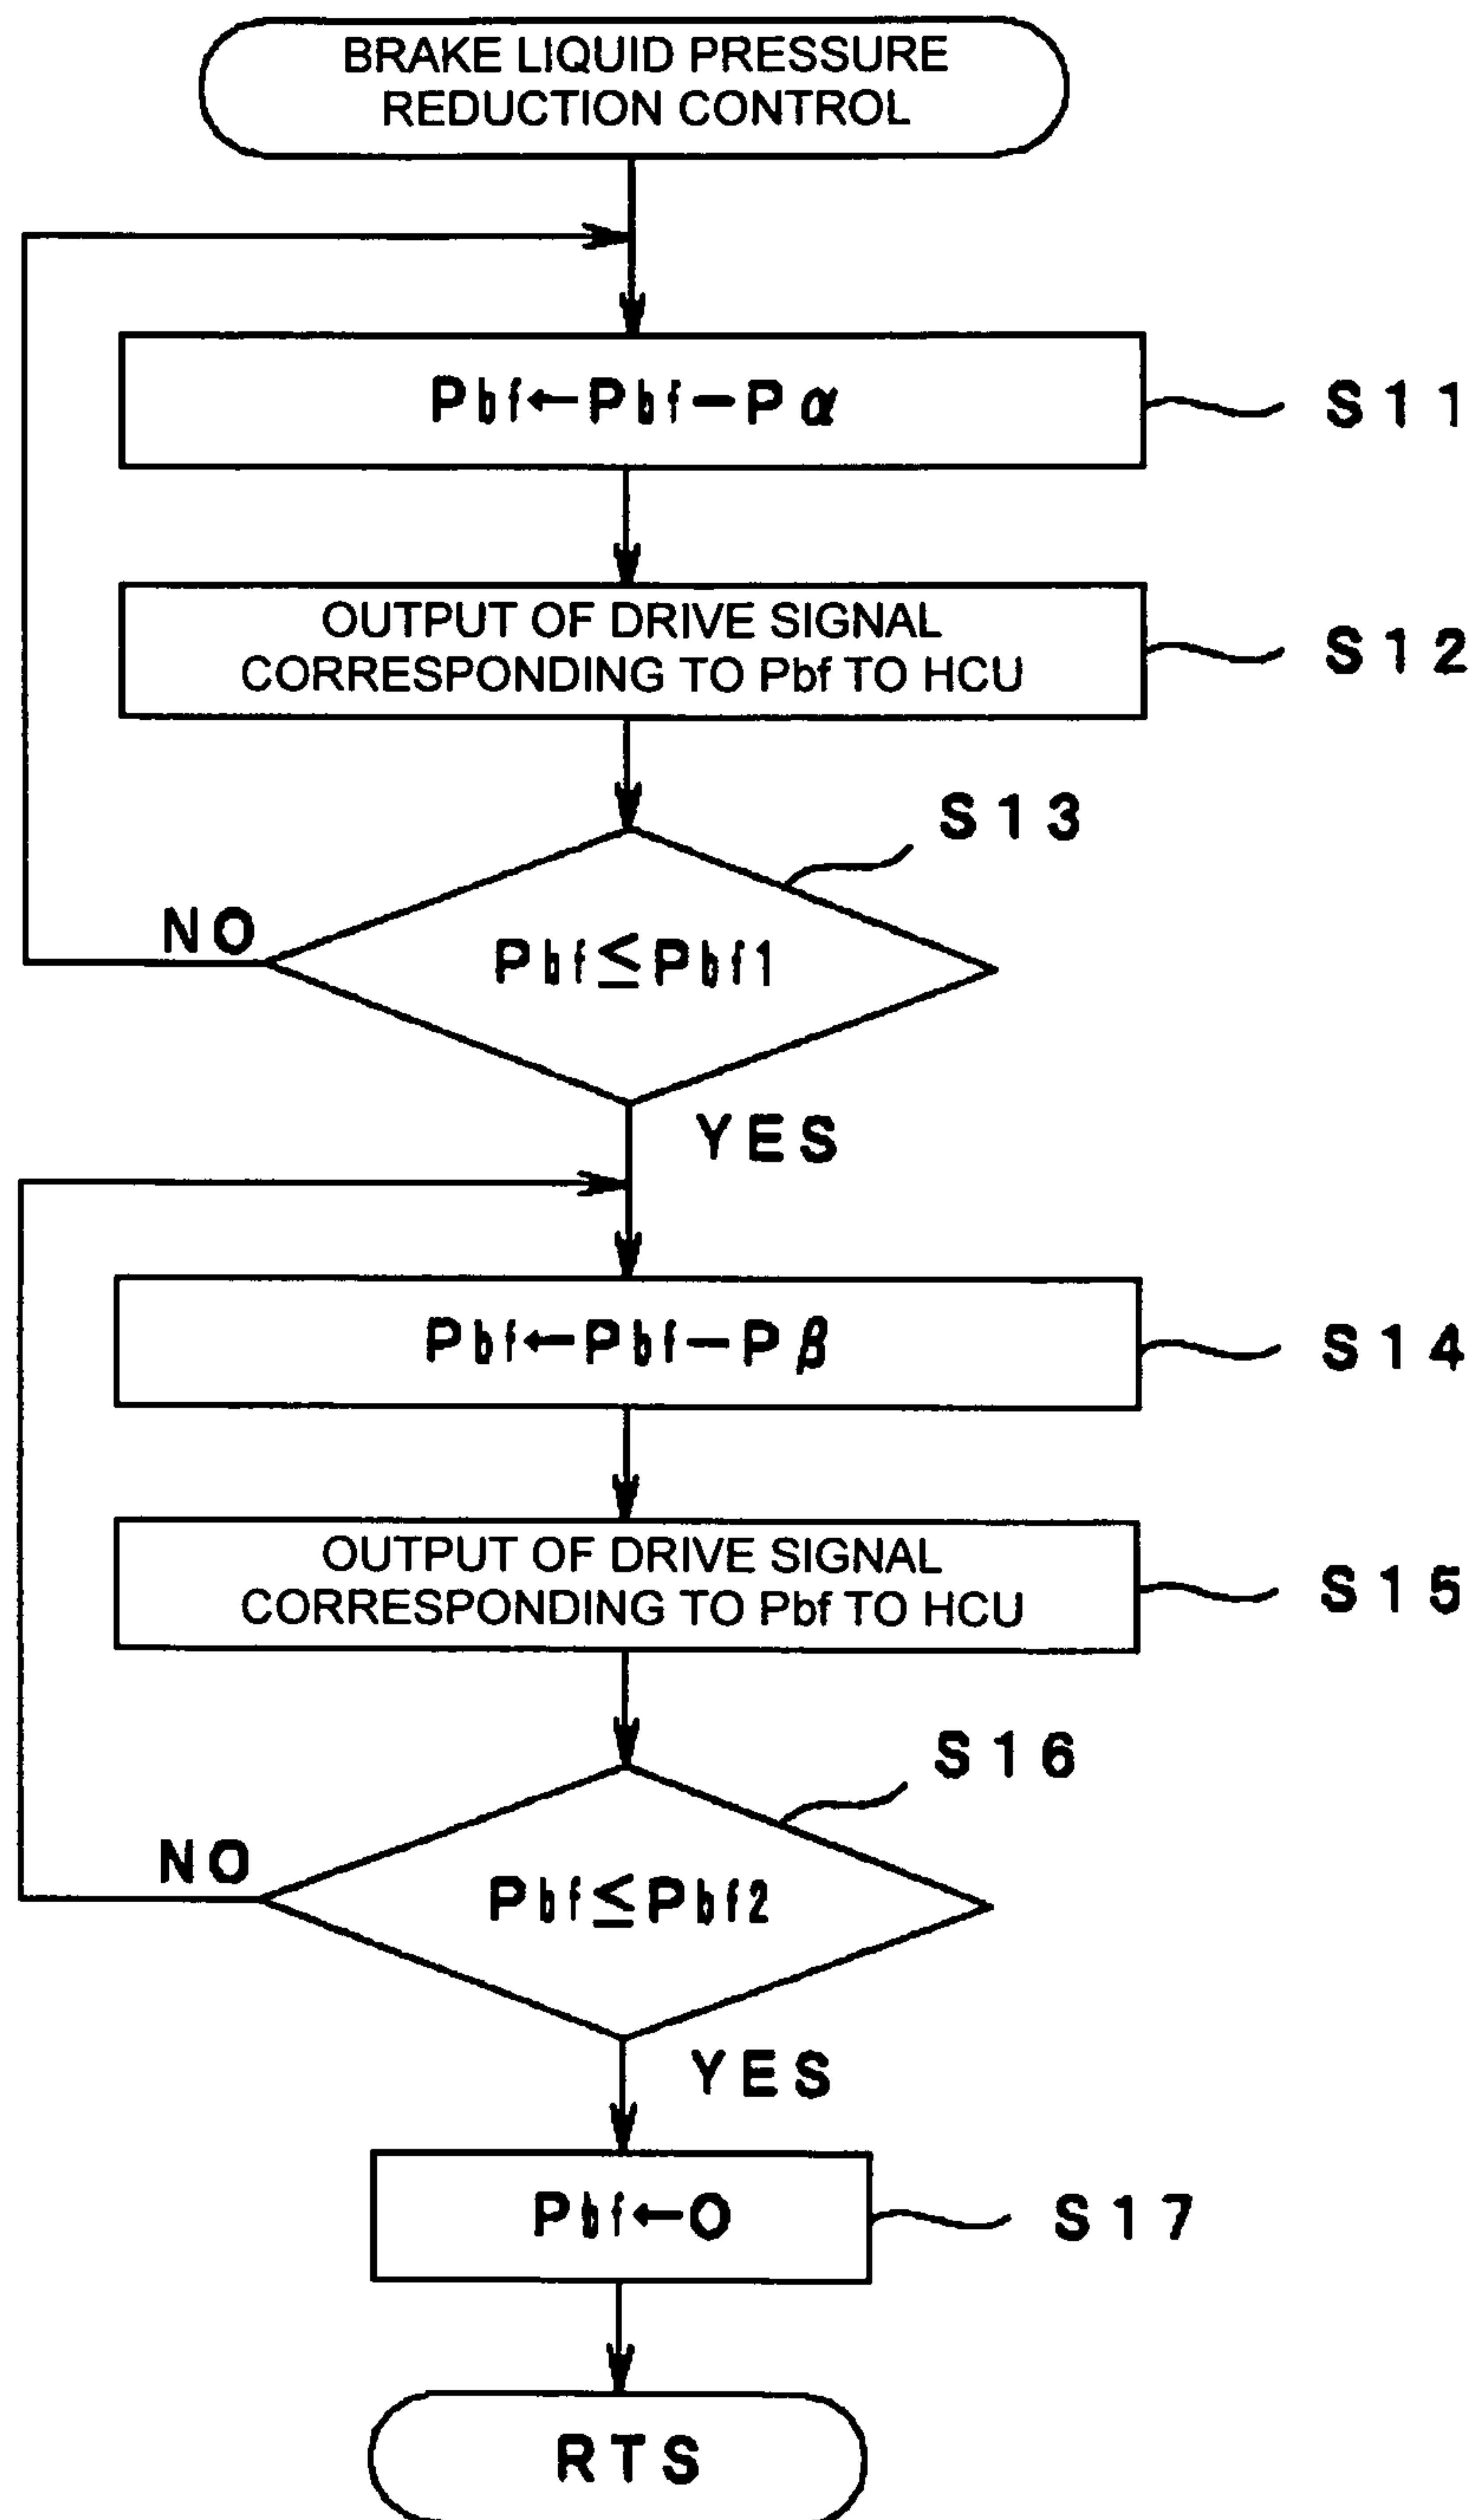 BRAKE LIQUID PRESSURE
REDUCTION CONTROL
Pbf←Pbf−Pα
S11
OUTPUT OF DRIVE SIGNAL
CORRESPONDING TO Pbf TO HCU
S12
S13
NO
Pbf≦Pbf1
YES
Pbf←Pbf−Pβ
S14
OUTPUT OF DRIVE SIGNAL
CORRESPONDING TO Pbf TO HCU
S15
S16
NO
Pbf≦Pbf2
YES
Pbf←0
S17
RTS